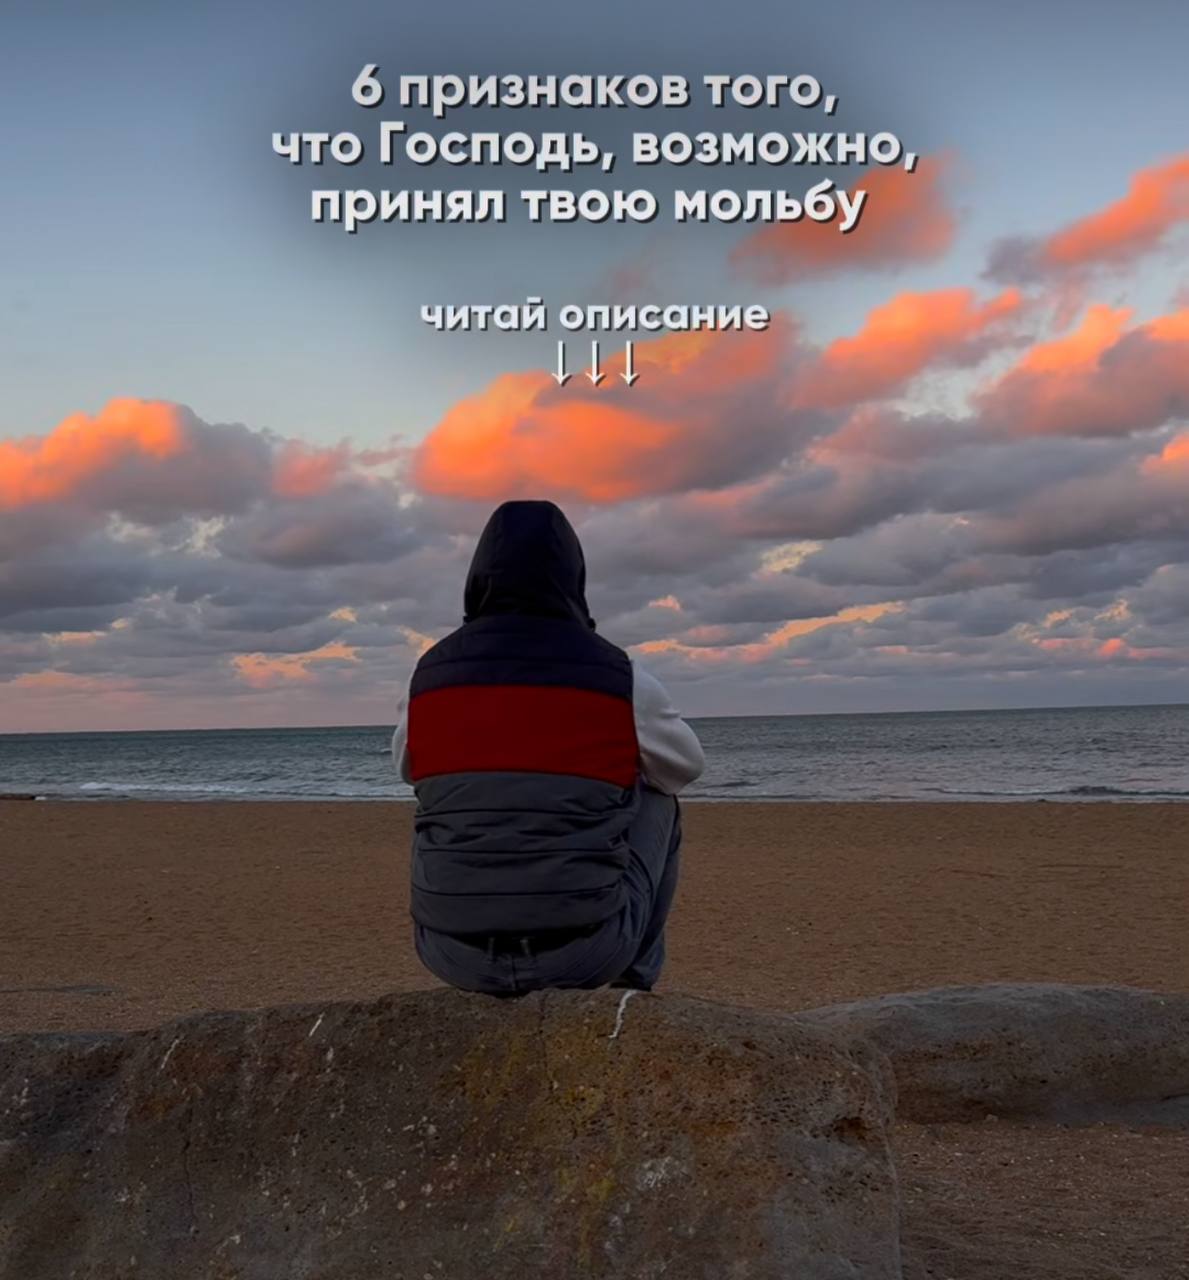 6 признаков того,
что Господь, возможно,
принял твою мольбу
читай описание
↓↓↓